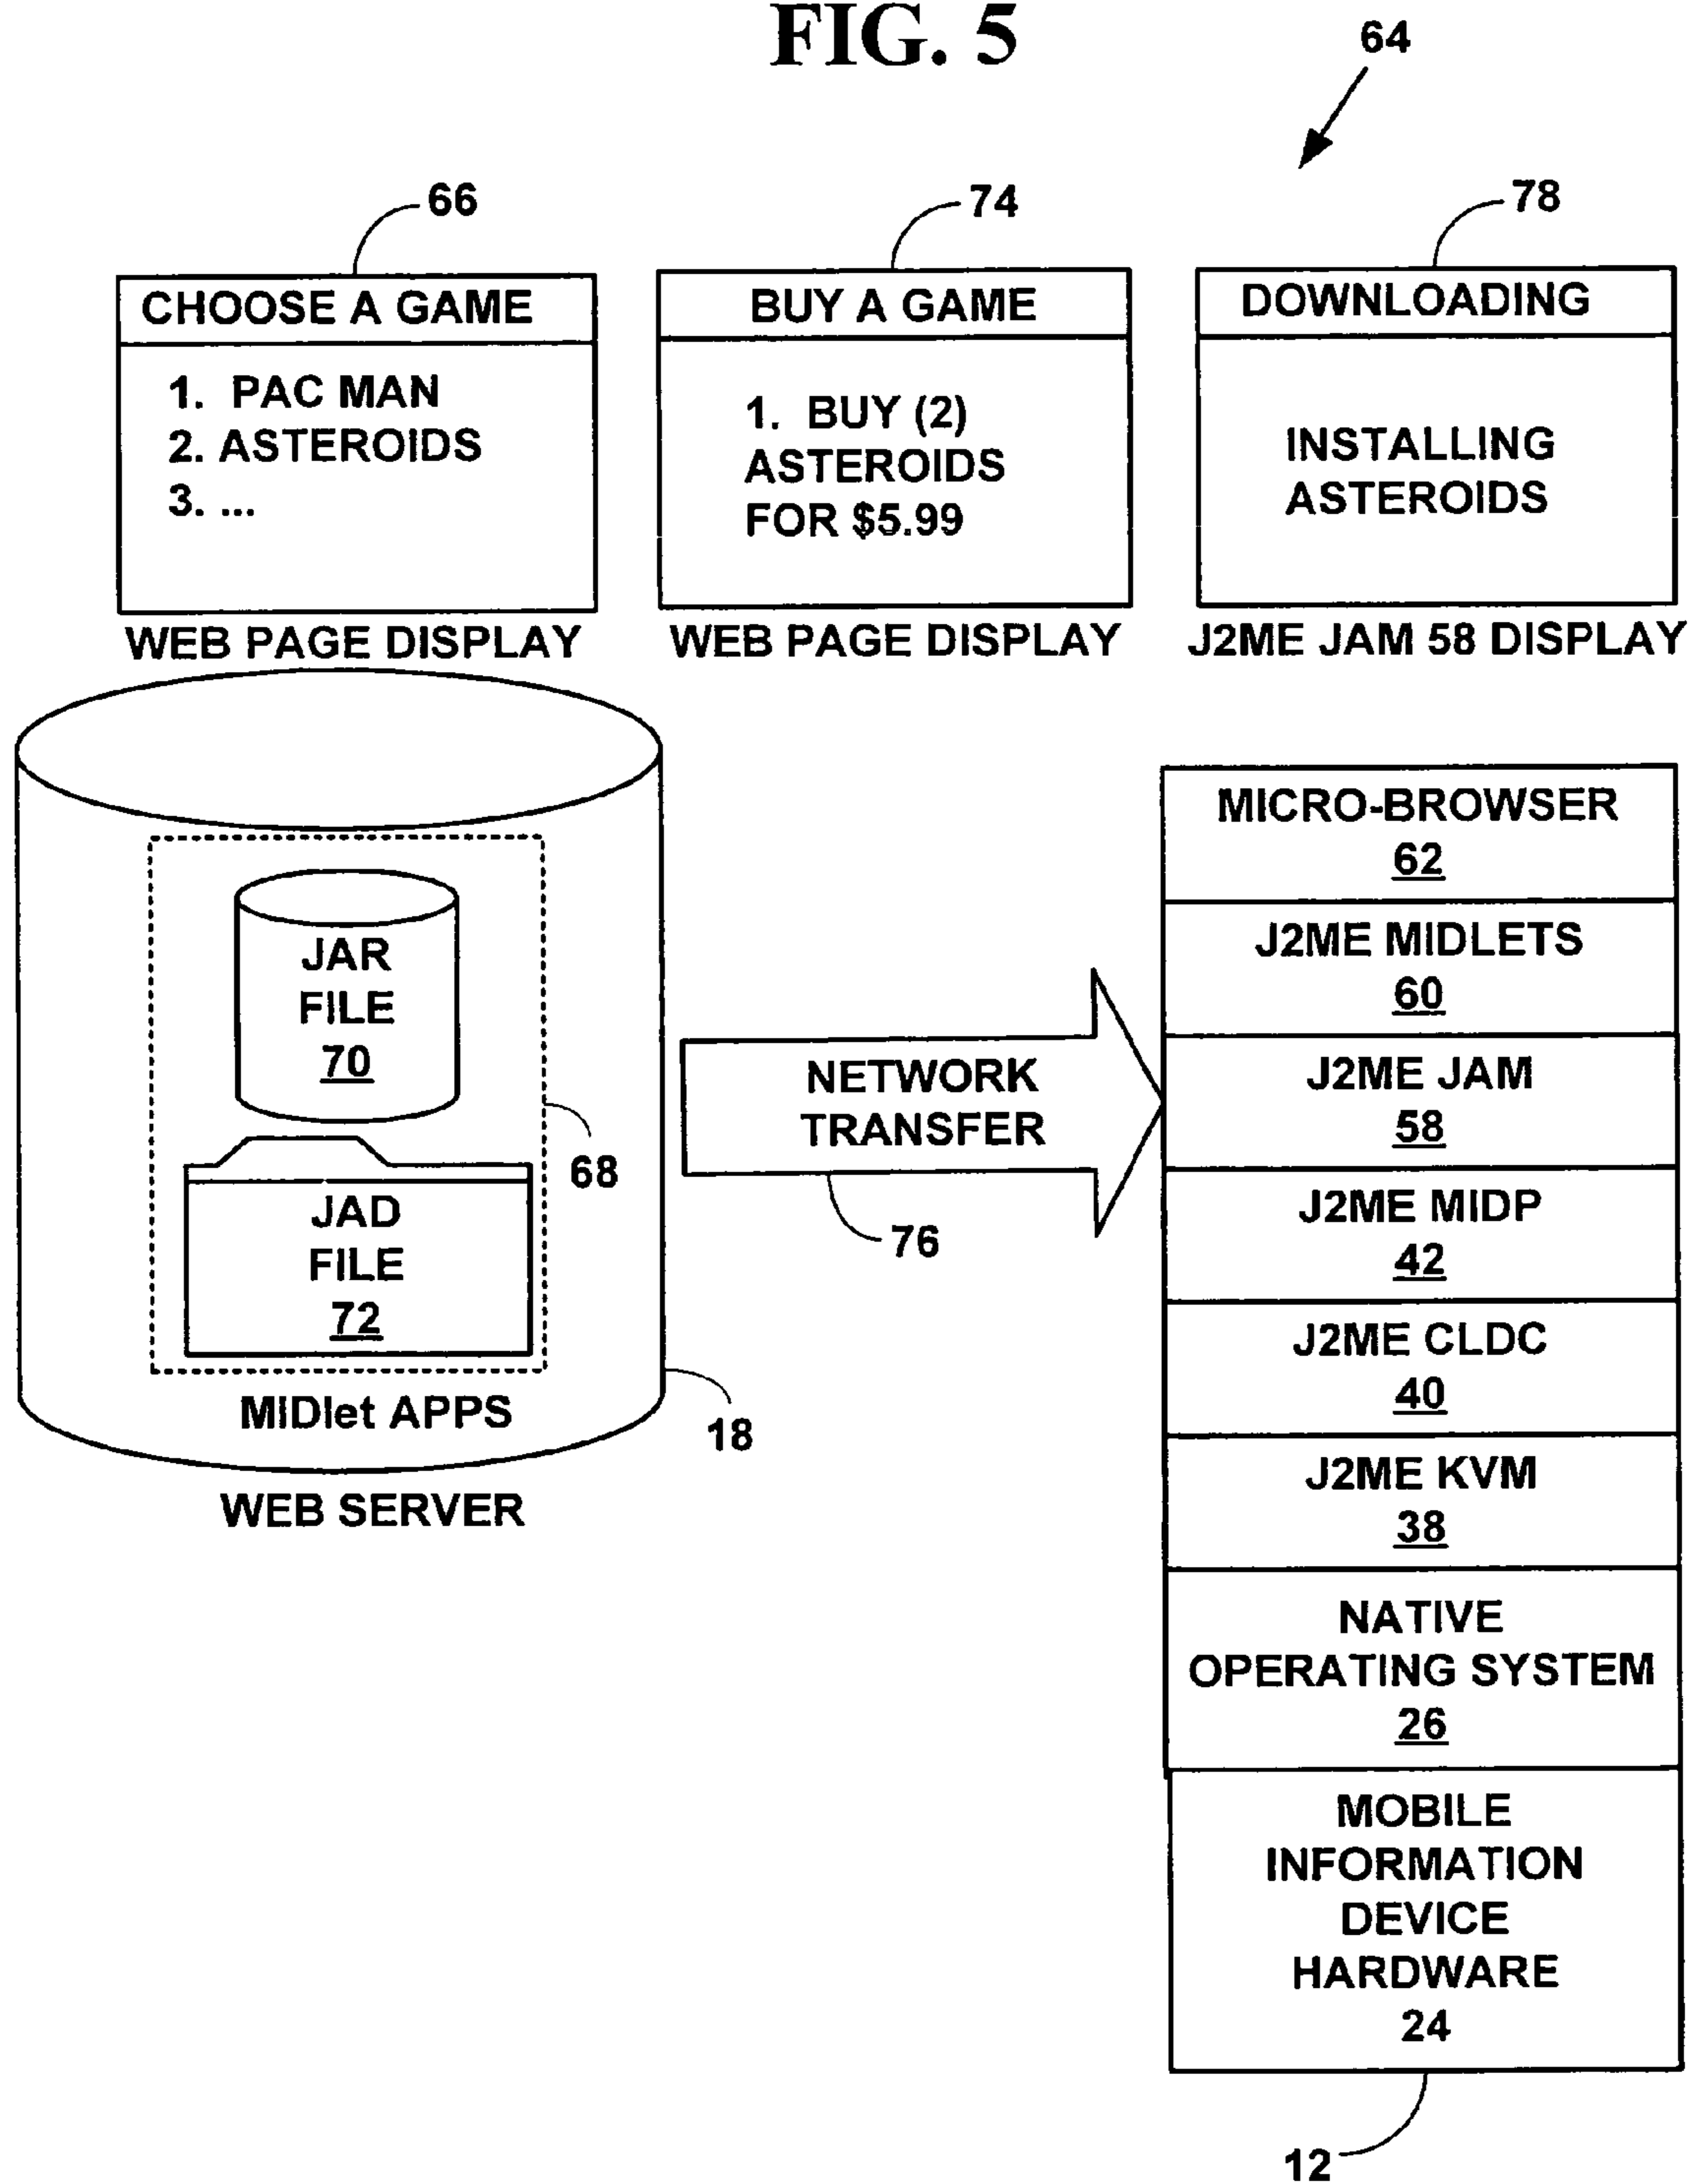 FIG. 5
64
66
74
78
CHOOSE A GAME
1. PAC MAN
2. ASTEROIDS
3. ...
WEB PAGE DISPLAY
BUY A GAME
1. BUY (2)
ASTEROIDS
FOR $5.99
WEB PAGE DISPLAY
DOWNLOADING
INSTALLING
ASTEROIDS
J2ME JAM 58 DISPLAY
JAR
FILE
70
JAD
FILE
72
68
MIDlet APPS
18
WEB SERVER
NETWORK
TRANSFER
76
MICRO-BROWSER
62
J2ME MIDLETS
60
J2ME JAM
58
J2ME MIDP
42
J2ME CLDC
40
J2ME KVM
38
NATIVE
OPERATING SYSTEM
26
MOBILE
INFORMATION
DEVICE
HARDWARE
24
12